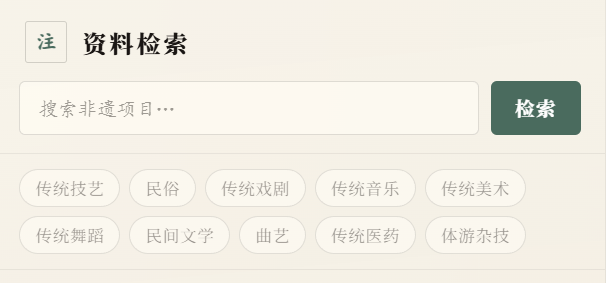 注 资料检索
搜索非遗项目… 检索
传统技艺 民俗 传统戏剧 传统音乐 传统美术
传统舞蹈 民间文学 曲艺 传统医药 体游杂技